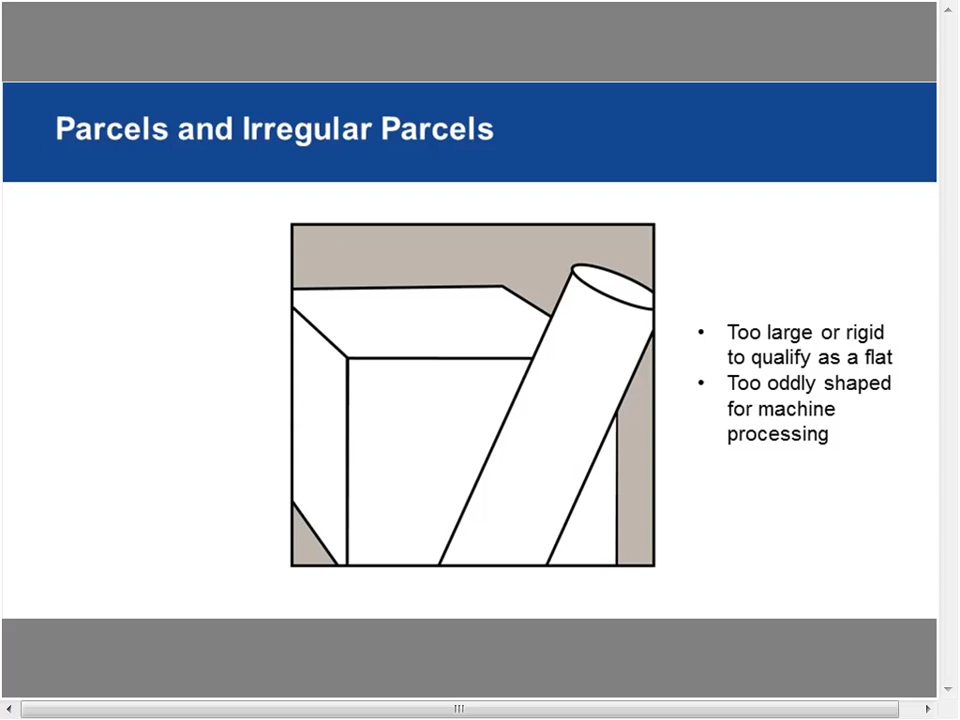 Parcels and Irregular Parcels
• Too large or rigid
to qualify as a flat
• Too oddly shaped
for machine
processing